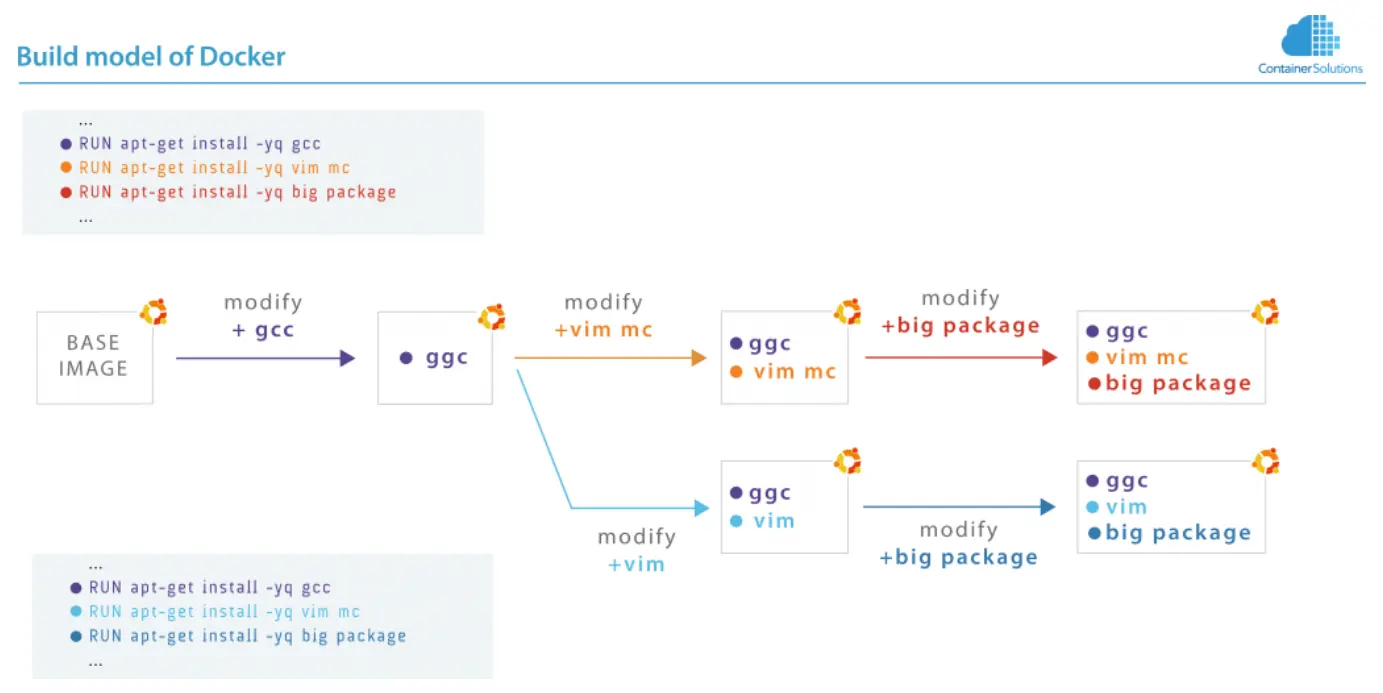 Build model of Docker
ContainerSolutions
...
RUN apt-get install -yq gcc
RUN apt-get install -yq vim mc
RUN apt-get install -yq big package
...
BASE
IMAGE
modify
+ gcc
ggc
modify
+vim mc
ggc
vim mc
modify
+big package
ggc
vim mc
big package
modify
+vim
ggc
vim
modify
+big package
ggc
vim
big package
...
RUN apt-get install -yq gcc
RUN apt-get install -yq vim mc
RUN apt-get install -yq big package
...